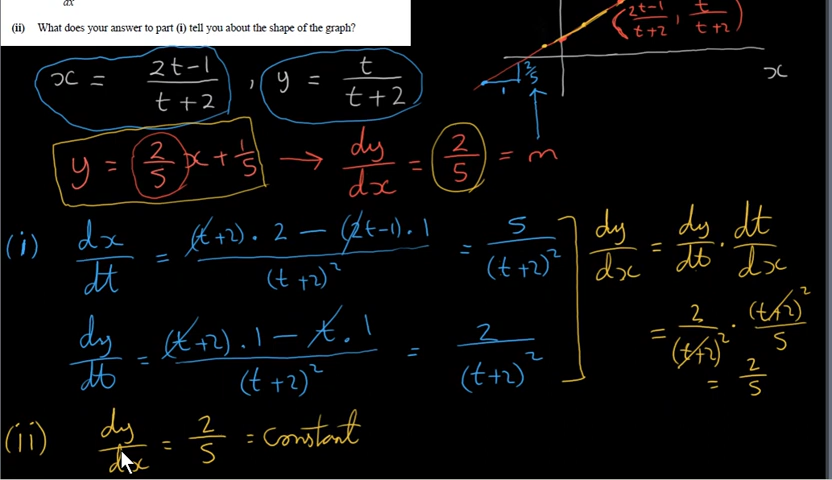 dx
(ii) What does your answer to part (i) tell you about the shape of the graph?
(2t-1/t+2, t/t+2)
x = 2t-1/t+2 , y = t/t+2
2/5
1
x
y = 2/5 x + 1/5 → dy/dx = 2/5 = m
(i) dx/dt = (t+2) · 2 - (2t-1) · 1/(t+2)² = 5/(t+2)²
dy/dt = (t+2) · 1 - t · 1/(t+2)² = 2/(t+2)²
dy/dx = dy/dt · dt/dx
= 2/(t+2)² · (t+2)²/5
= 2/5
(ii) dy/dx = 2/5 = constant